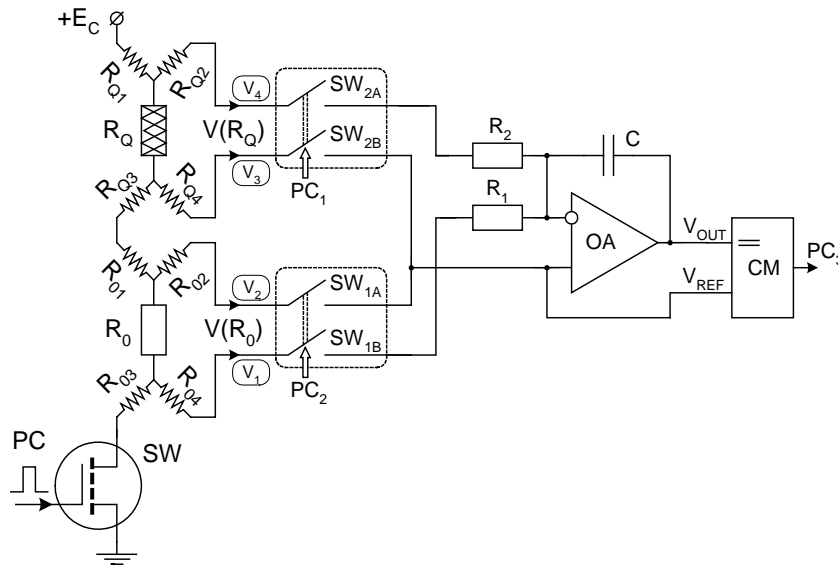 +E_C
R_Q1
R_Q2
R_Q
R_Q3
R_Q4
V_4
V(R_Q)
V_3
SW_2A
SW_2B
PC_1
R_01
R_02
R_0
R_03
R_04
V_2
V(R_0)
V_1
SW_1A
SW_1B
PC_2
R_2
R_1
C
OA
V_OUT
V_REF
=
CM
PC_3
PC
SW